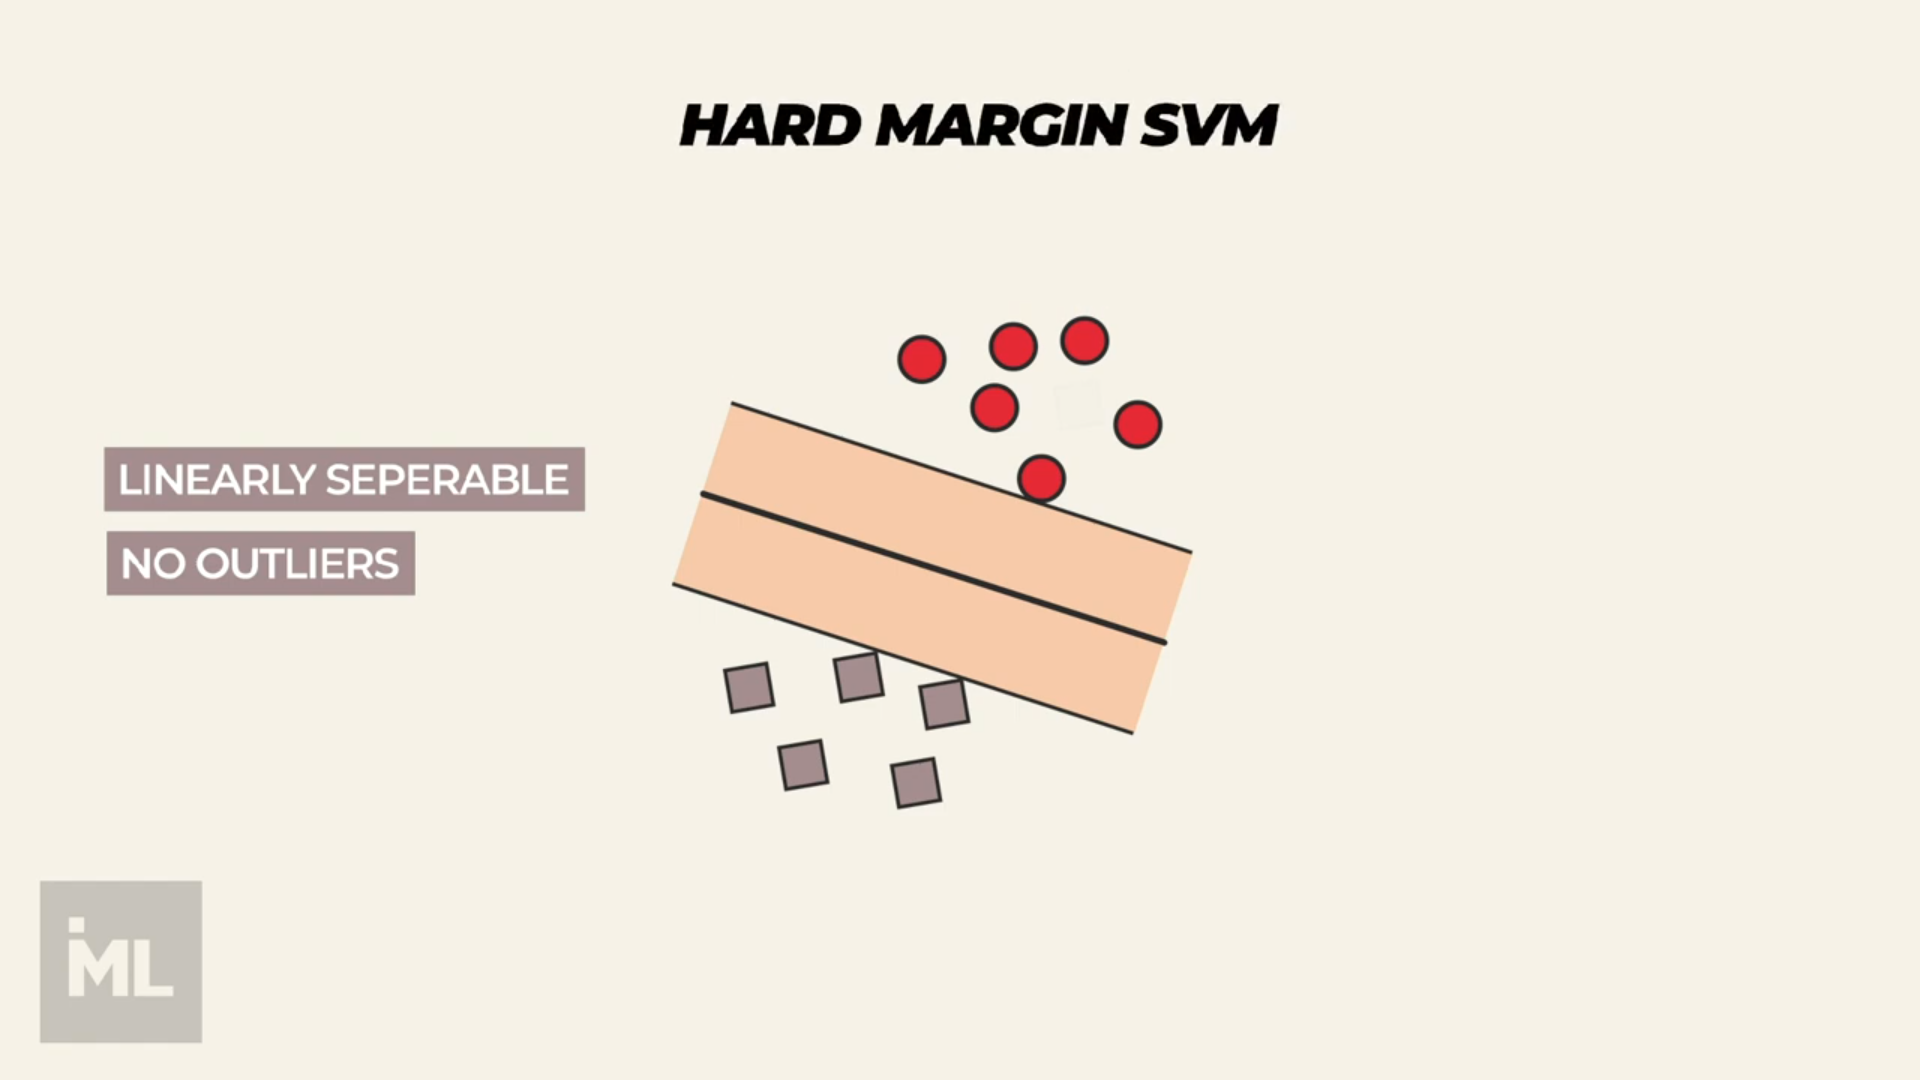 HARD MARGIN SVM
LINEARLY SEPERABLE
NO OUTLIERS
iML